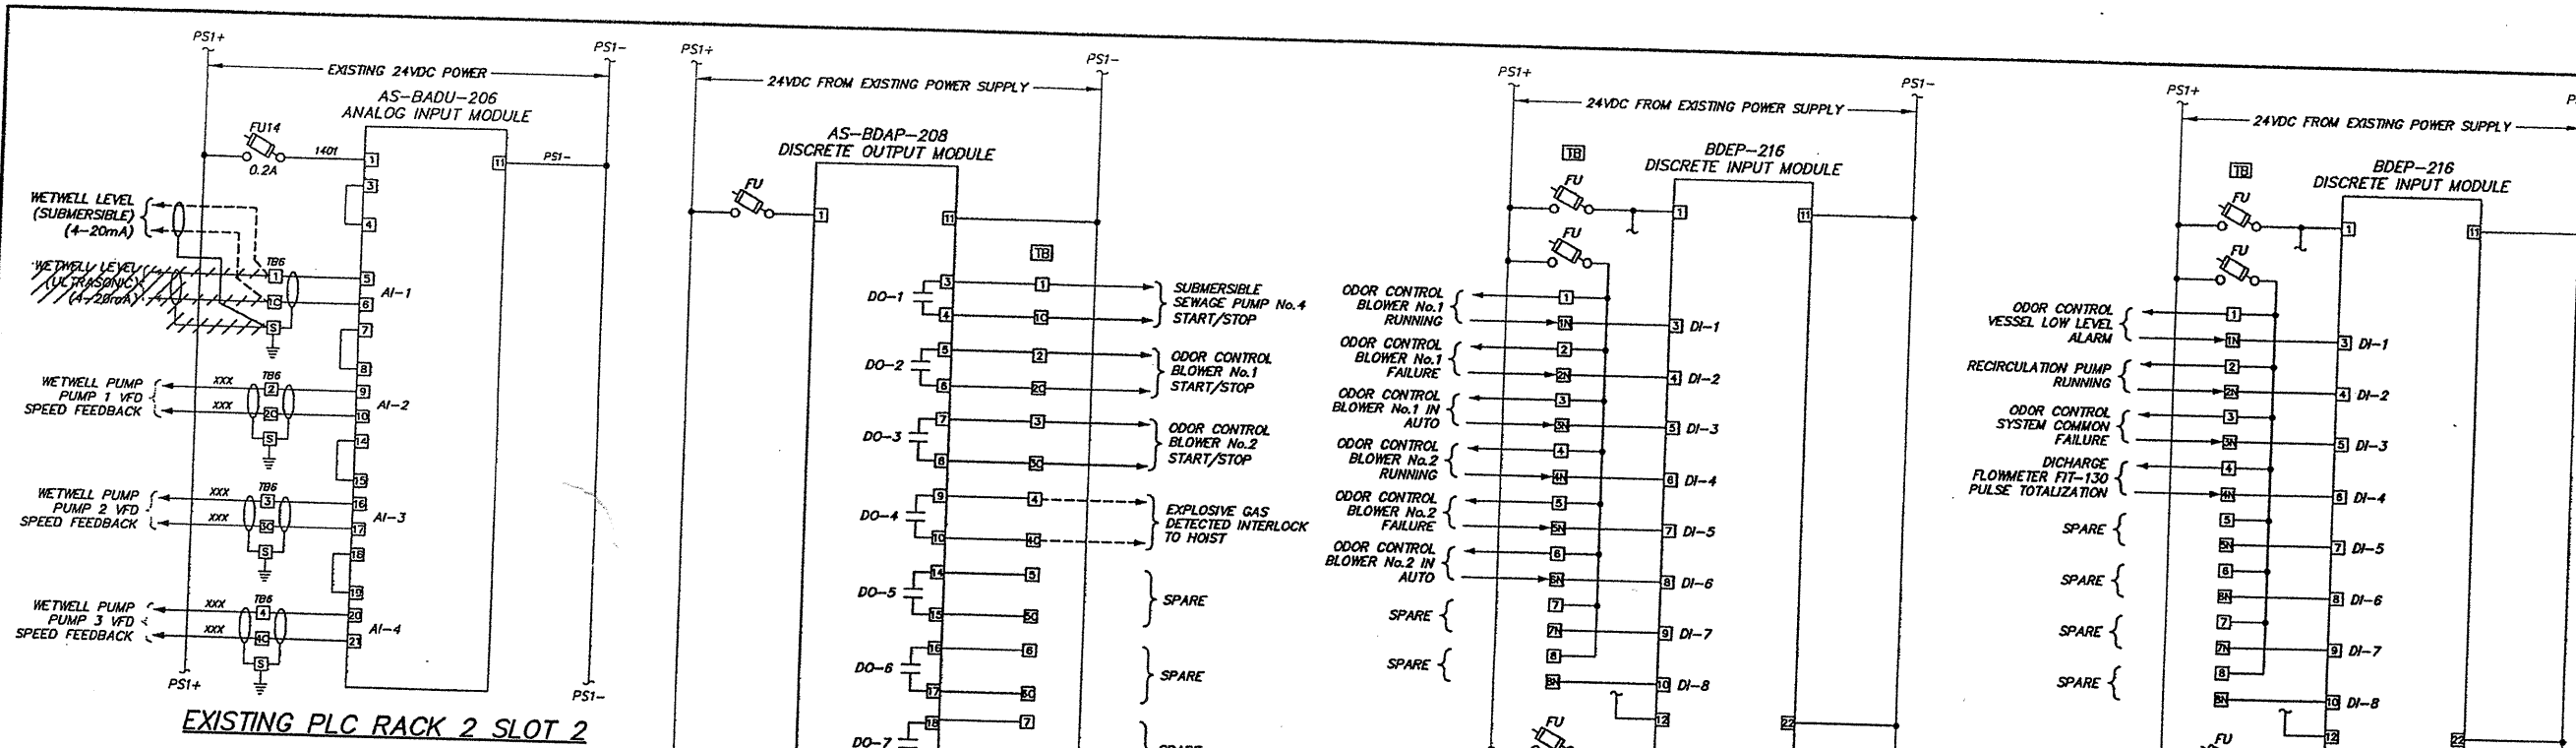 PS1+
PS1-
EXISTING 24VDC POWER
AS-BADU-206
ANALOG INPUT MODULE
FU14
0.2A
1401
1
11
PS1-
3
4
WETWELL LEVEL
(SUBMERSIBLE)
(4-20mA)
WETWELL LEVEL
(ULTRASONIC)
(4-20mA)
TB6
1
1C
S
5
6
AI-1
7
8
WETWELL PUMP
PUMP 1 VFD
SPEED FEEDBACK
XXX
XXX
TB6
2
2C
S
9
10
AI-2
14
15
WETWELL PUMP
PUMP 2 VFD
SPEED FEEDBACK
XXX
XXX
TB6
3
3C
S
16
17
AI-3
18
19
WETWELL PUMP
PUMP 3 VFD
SPEED FEEDBACK
XXX
XXX
TB6
4
4C
S
20
21
AI-4
PS1+
PS1-
EXISTING PLC RACK 2 SLOT 2
PS1+
PS1-
24VDC FROM EXISTING POWER SUPPLY
AS-BDAP-208
DISCRETE OUTPUT MODULE
FU
1
11
TB
DO-1
3
4
1
1C
SUBMERSIBLE
SEWAGE PUMP No.4
START/STOP
DO-2
5
6
2
2C
ODOR CONTROL
BLOWER No.1
START/STOP
DO-3
7
8
3
3C
ODOR CONTROL
BLOWER No.2
START/STOP
DO-4
9
10
4
4C
EXPLOSIVE GAS
DETECTED INTERLOCK
TO HOIST
DO-5
14
15
5
5C
SPARE
DO-6
16
17
6
6C
SPARE
DO-7
18
7
SPARE
PS1+
PS1-
24VDC FROM EXISTING POWER SUPPLY
TB
BDEP-216
DISCRETE INPUT MODULE
FU
1
11
FU
ODOR CONTROL
BLOWER No.1
RUNNING
1
1N
3
DI-1
ODOR CONTROL
BLOWER No.1
FAILURE
2
2N
4
DI-2
ODOR CONTROL
BLOWER No.1 IN
AUTO
3
3N
5
DI-3
ODOR CONTROL
BLOWER No.2
RUNNING
4
4N
6
DI-4
ODOR CONTROL
BLOWER No.2
FAILURE
5
5N
7
DI-5
ODOR CONTROL
BLOWER No.2 IN
AUTO
6
6N
8
DI-6
SPARE
7
7N
9
DI-7
SPARE
8
8N
10
DI-8
12
22
FU
PS1+
24VDC FROM EXISTING POWER SUPPLY
TB
BDEP-216
DISCRETE INPUT MODULE
FU
1
11
FU
ODOR CONTROL
VESSEL LOW LEVEL
ALARM
1
1N
3
DI-1
RECIRCULATION PUMP
RUNNING
2
2N
4
DI-2
ODOR CONTROL
SYSTEM COMMON
FAILURE
3
3N
5
DI-3
DICHARGE
FLOWMETER FIT-130
PULSE TOTALIZATION
4
4N
6
DI-4
SPARE
5
5N
7
DI-5
SPARE
6
6N
8
DI-6
SPARE
7
7N
9
DI-7
SPARE
8
8N
10
DI-8
12
22
FU